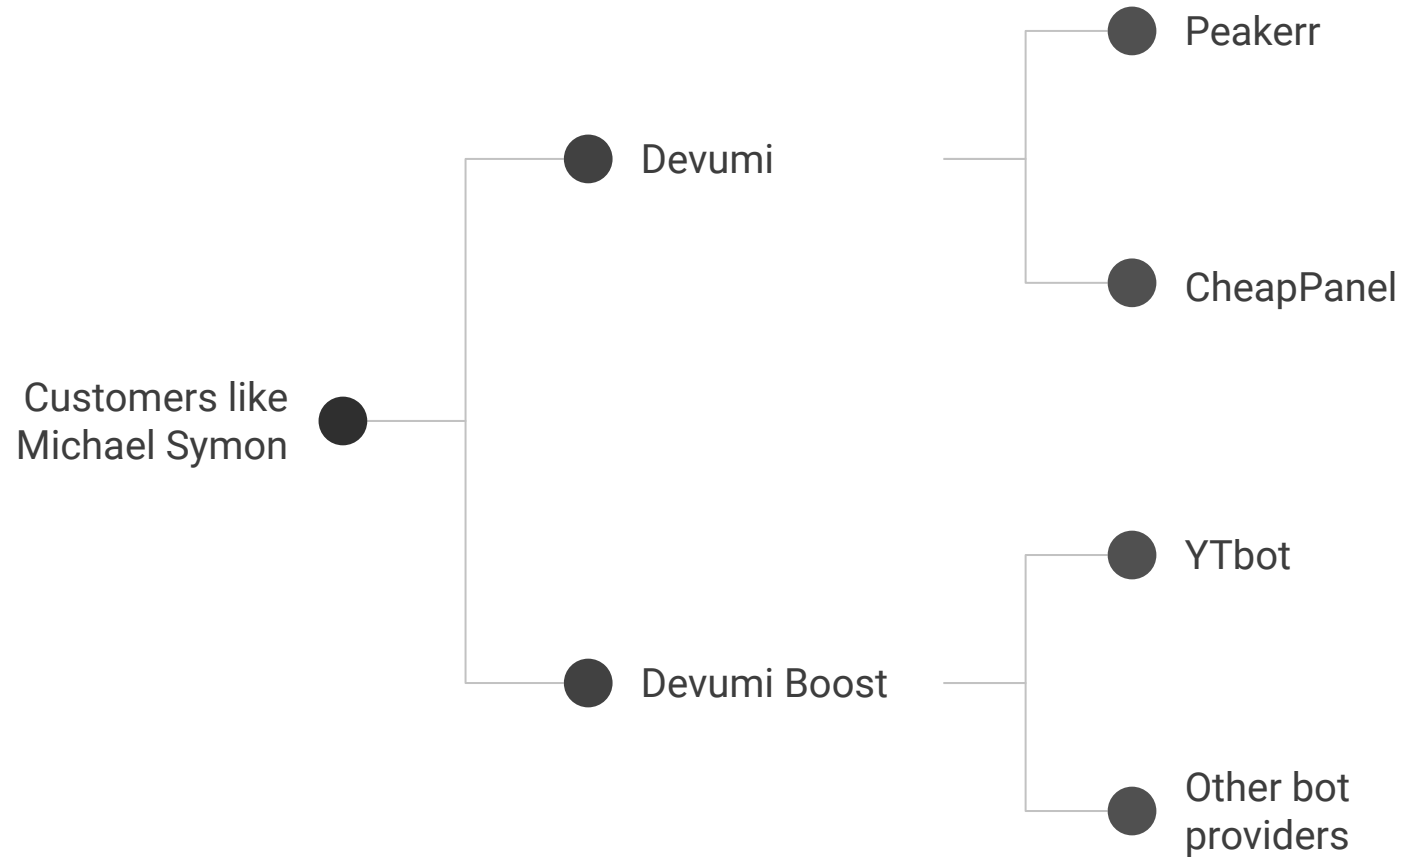 Peakerr
Devumi
CheapPanel
Customers like
Michael Symon
YTbot
Devumi Boost
Other bot
providers